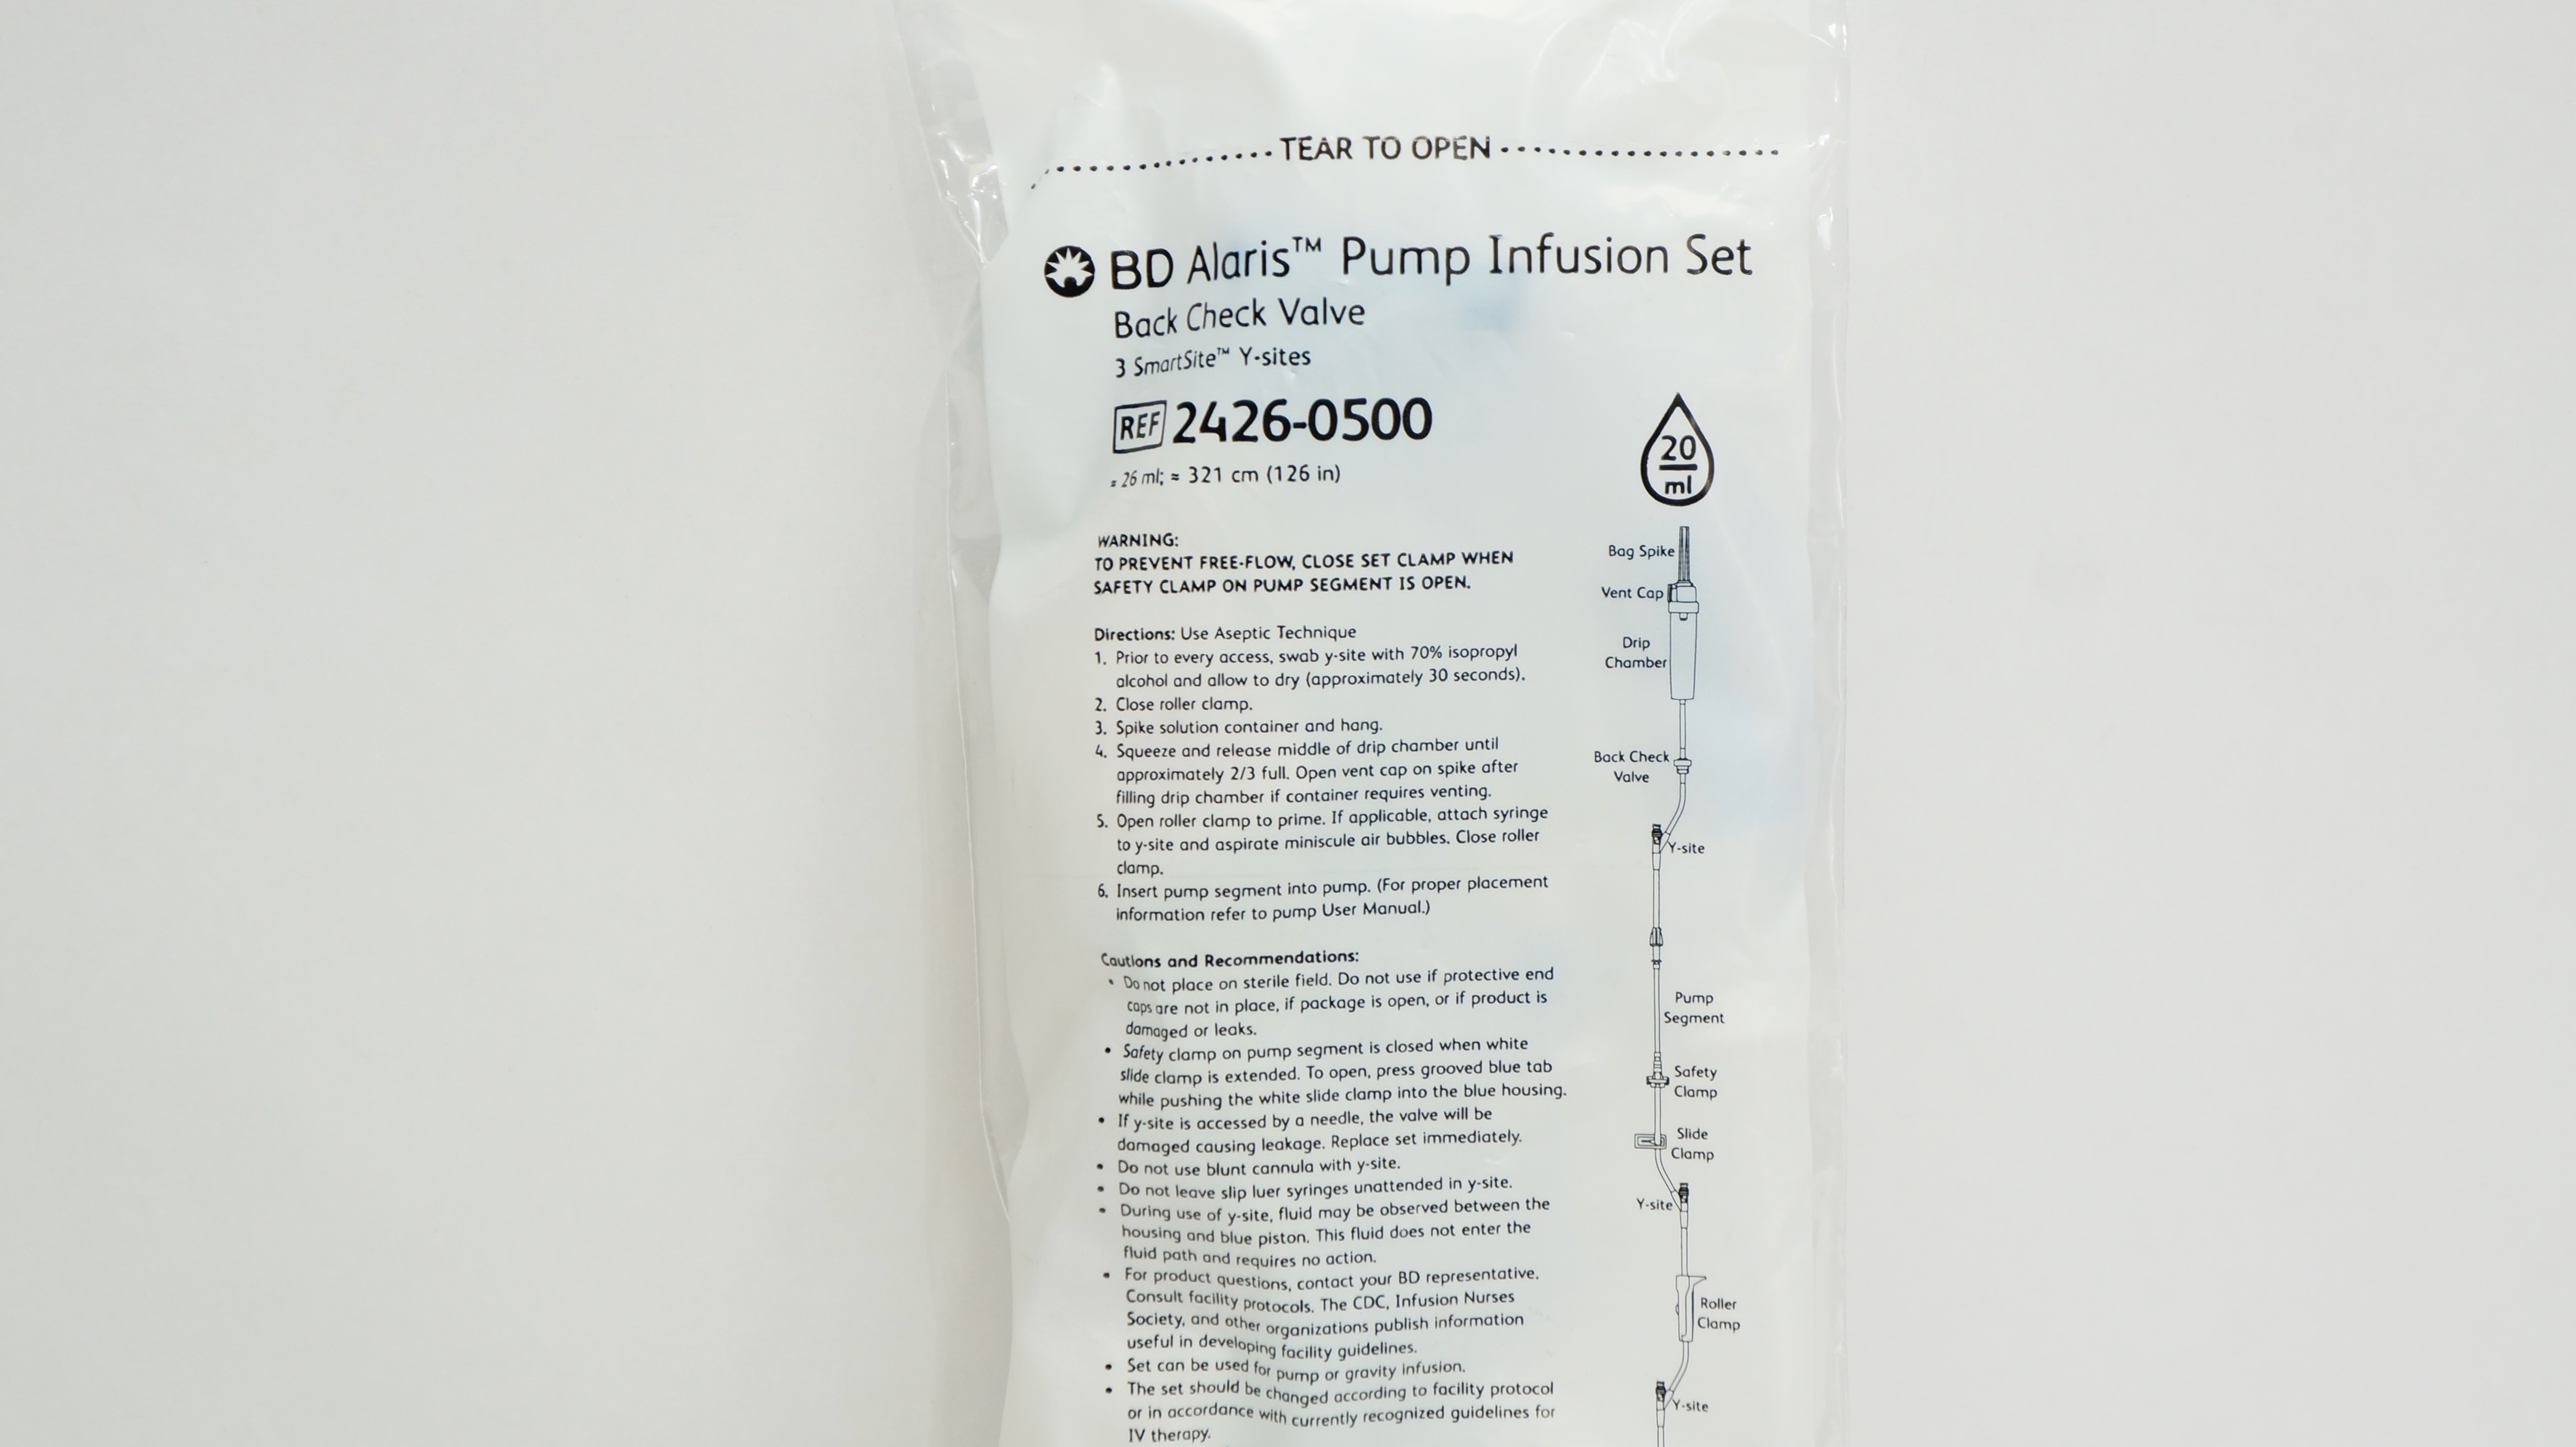 TEAR TO OPEN
BD Alaris™ Pump Infusion Set
Back Check Valve
3 SmartSite™ Y-sites
REF 2426-0500
≈ 26 ml; ≈ 321 cm (126 in)
20
ml
WARNING:
TO PREVENT FREE-FLOW, CLOSE SET CLAMP WHEN
SAFETY CLAMP ON PUMP SEGMENT IS OPEN.
Directions: Use Aseptic Technique
1. Prior to every access, swab y-site with 70% isopropyl
alcohol and allow to dry (approximately 30 seconds).
2. Close roller clamp.
3. Spike solution container and hang.
4. Squeeze and release middle of drip chamber until
approximately 2/3 full. Open vent cap on spike after
filling drip chamber if container requires venting.
5. Open roller clamp to prime. If applicable, attach syringe
to y-site and aspirate miniscule air bubbles. Close roller
clamp.
6. Insert pump segment into pump. (For proper placement
information refer to pump User Manual.)
Cautions and Recommendations:
• Do not place on sterile field. Do not use if protective end
caps are not in place, if package is open, or if product is
damaged or leaks.
• Safety clamp on pump segment is closed when white
slide clamp is extended. To open, press grooved blue tab
while pushing the white slide clamp into the blue housing.
• If y-site is accessed by a needle, the valve will be
damaged causing leakage. Replace set immediately.
• Do not use blunt cannula with y-site.
• Do not leave slip luer syringes unattended in y-site.
• During use of y-site, fluid may be observed between the
housing and blue piston. This fluid does not enter the
fluid path and requires no action.
• For product questions, contact your BD representative.
Consult facility protocols. The CDC, Infusion Nurses
Society, and other organizations publish information
useful in developing facility guidelines.
• Set can be used for pump or gravity infusion.
• The set should be changed according to facility protocol
or in accordance with currently recognized guidelines for
IV therapy.
Bag Spike
Vent Cap
Drip
Chamber
Back Check
Valve
Y-site
Pump
Segment
Safety
Clamp
Slide
Clamp
Y-site
Roller
Clamp
Y-site